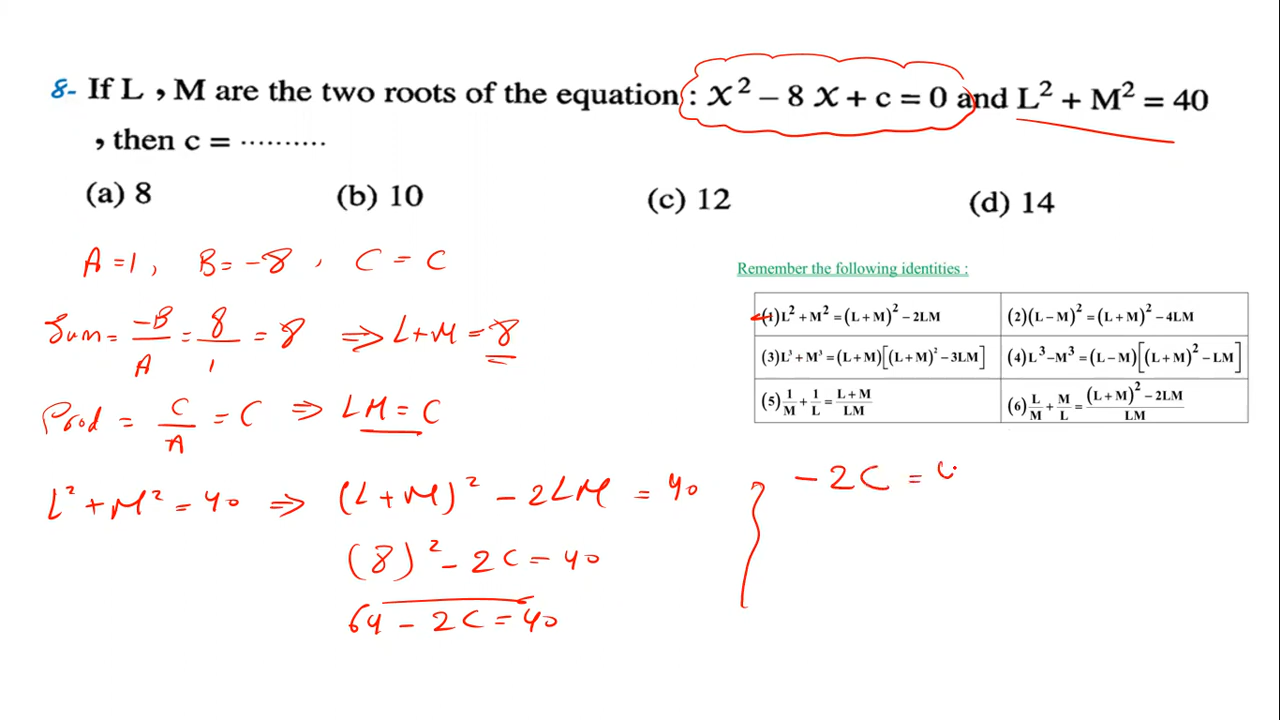 8- If L , M are the two roots of the equation : x² − 8 x + c = 0 and L² + M² = 40
, then c = ··········
(a) 8 (b) 10 (c) 12 (d) 14
A = 1 , B = -8 , C = C
Sum = -B/A = 8/1 = 8 ⇒ L+M = 8
Prod = C/A = C ⇒ LM = C
L² + M² = 40 ⇒ (L+M)² - 2LM = 40
(8)² - 2C = 40
64 - 2C = 40
Remember the following identities :
(1) L² + M² = (L + M)² − 2LM
(2) (L − M)² = (L + M)² − 4LM
(3) L³ + M³ = (L + M)[(L + M)² − 3LM]
(4) L³ − M³ = (L − M)[(L + M)² − LM]
(5) 1/M + 1/L = (L + M)/LM
(6) L/M + M/L = ((L + M)² − 2LM)/LM
- 2C =